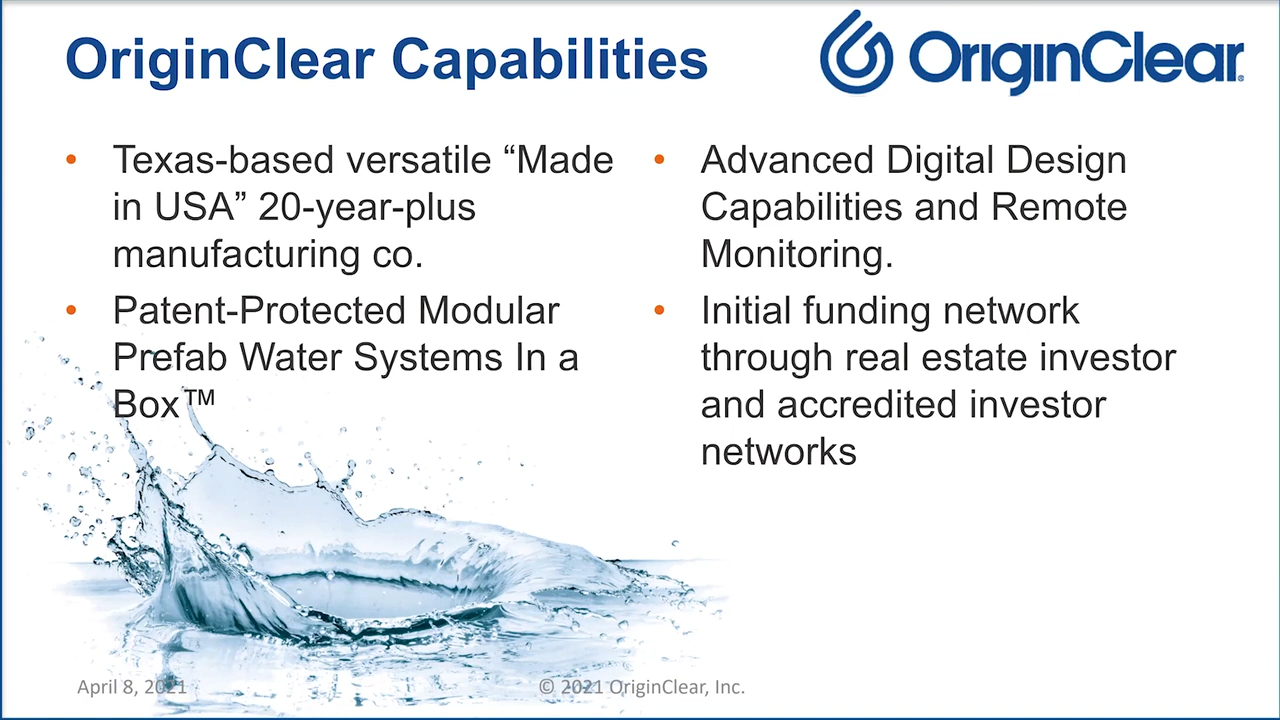 OriginClear Capabilities
OriginClear®
• Texas-based versatile “Made
in USA” 20-year-plus
manufacturing co.
• Patent-Protected Modular
Prefab Water Systems In a
Box™
• Advanced Digital Design
Capabilities and Remote
Monitoring.
• Initial funding network
through real estate investor
and accredited investor
networks
April 8, 2021
© 2021 OriginClear, Inc.